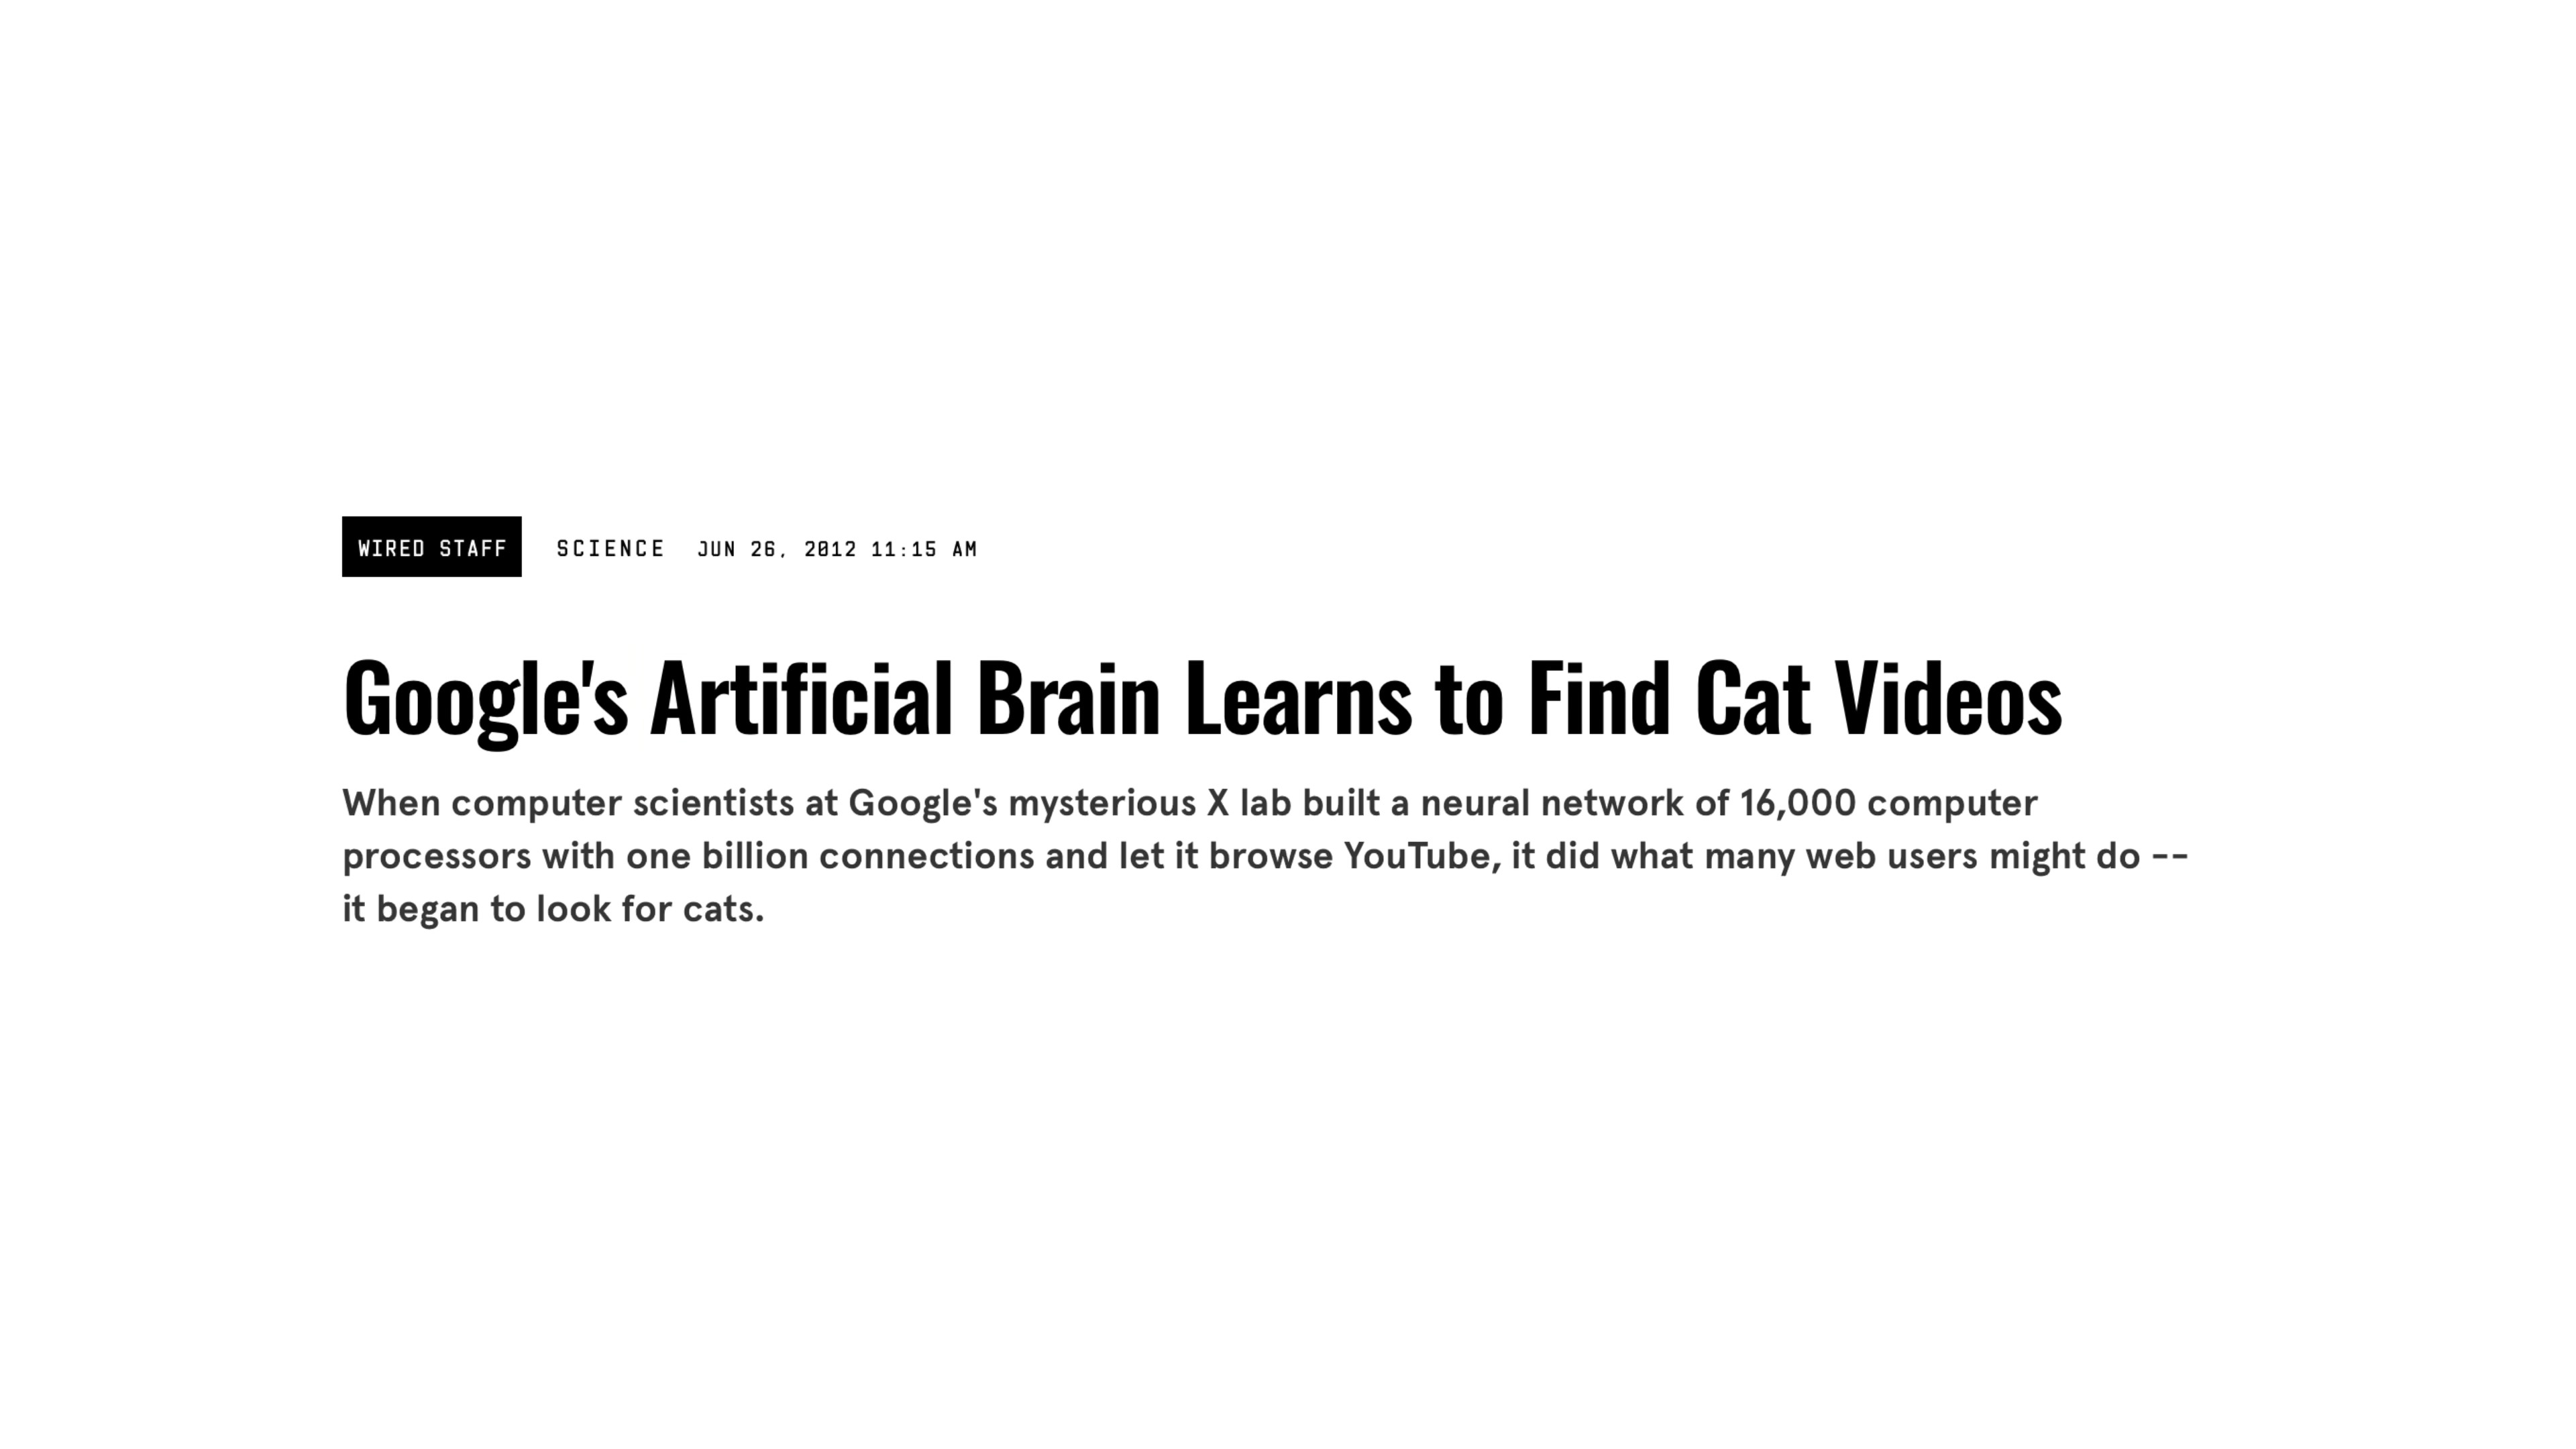 WIRED STAFF SCIENCE JUN 26, 2012 11:15 AM
Google's Artificial Brain Learns to Find Cat Videos
When computer scientists at Google's mysterious X lab built a neural network of 16,000 computer
processors with one billion connections and let it browse YouTube, it did what many web users might do --
it began to look for cats.